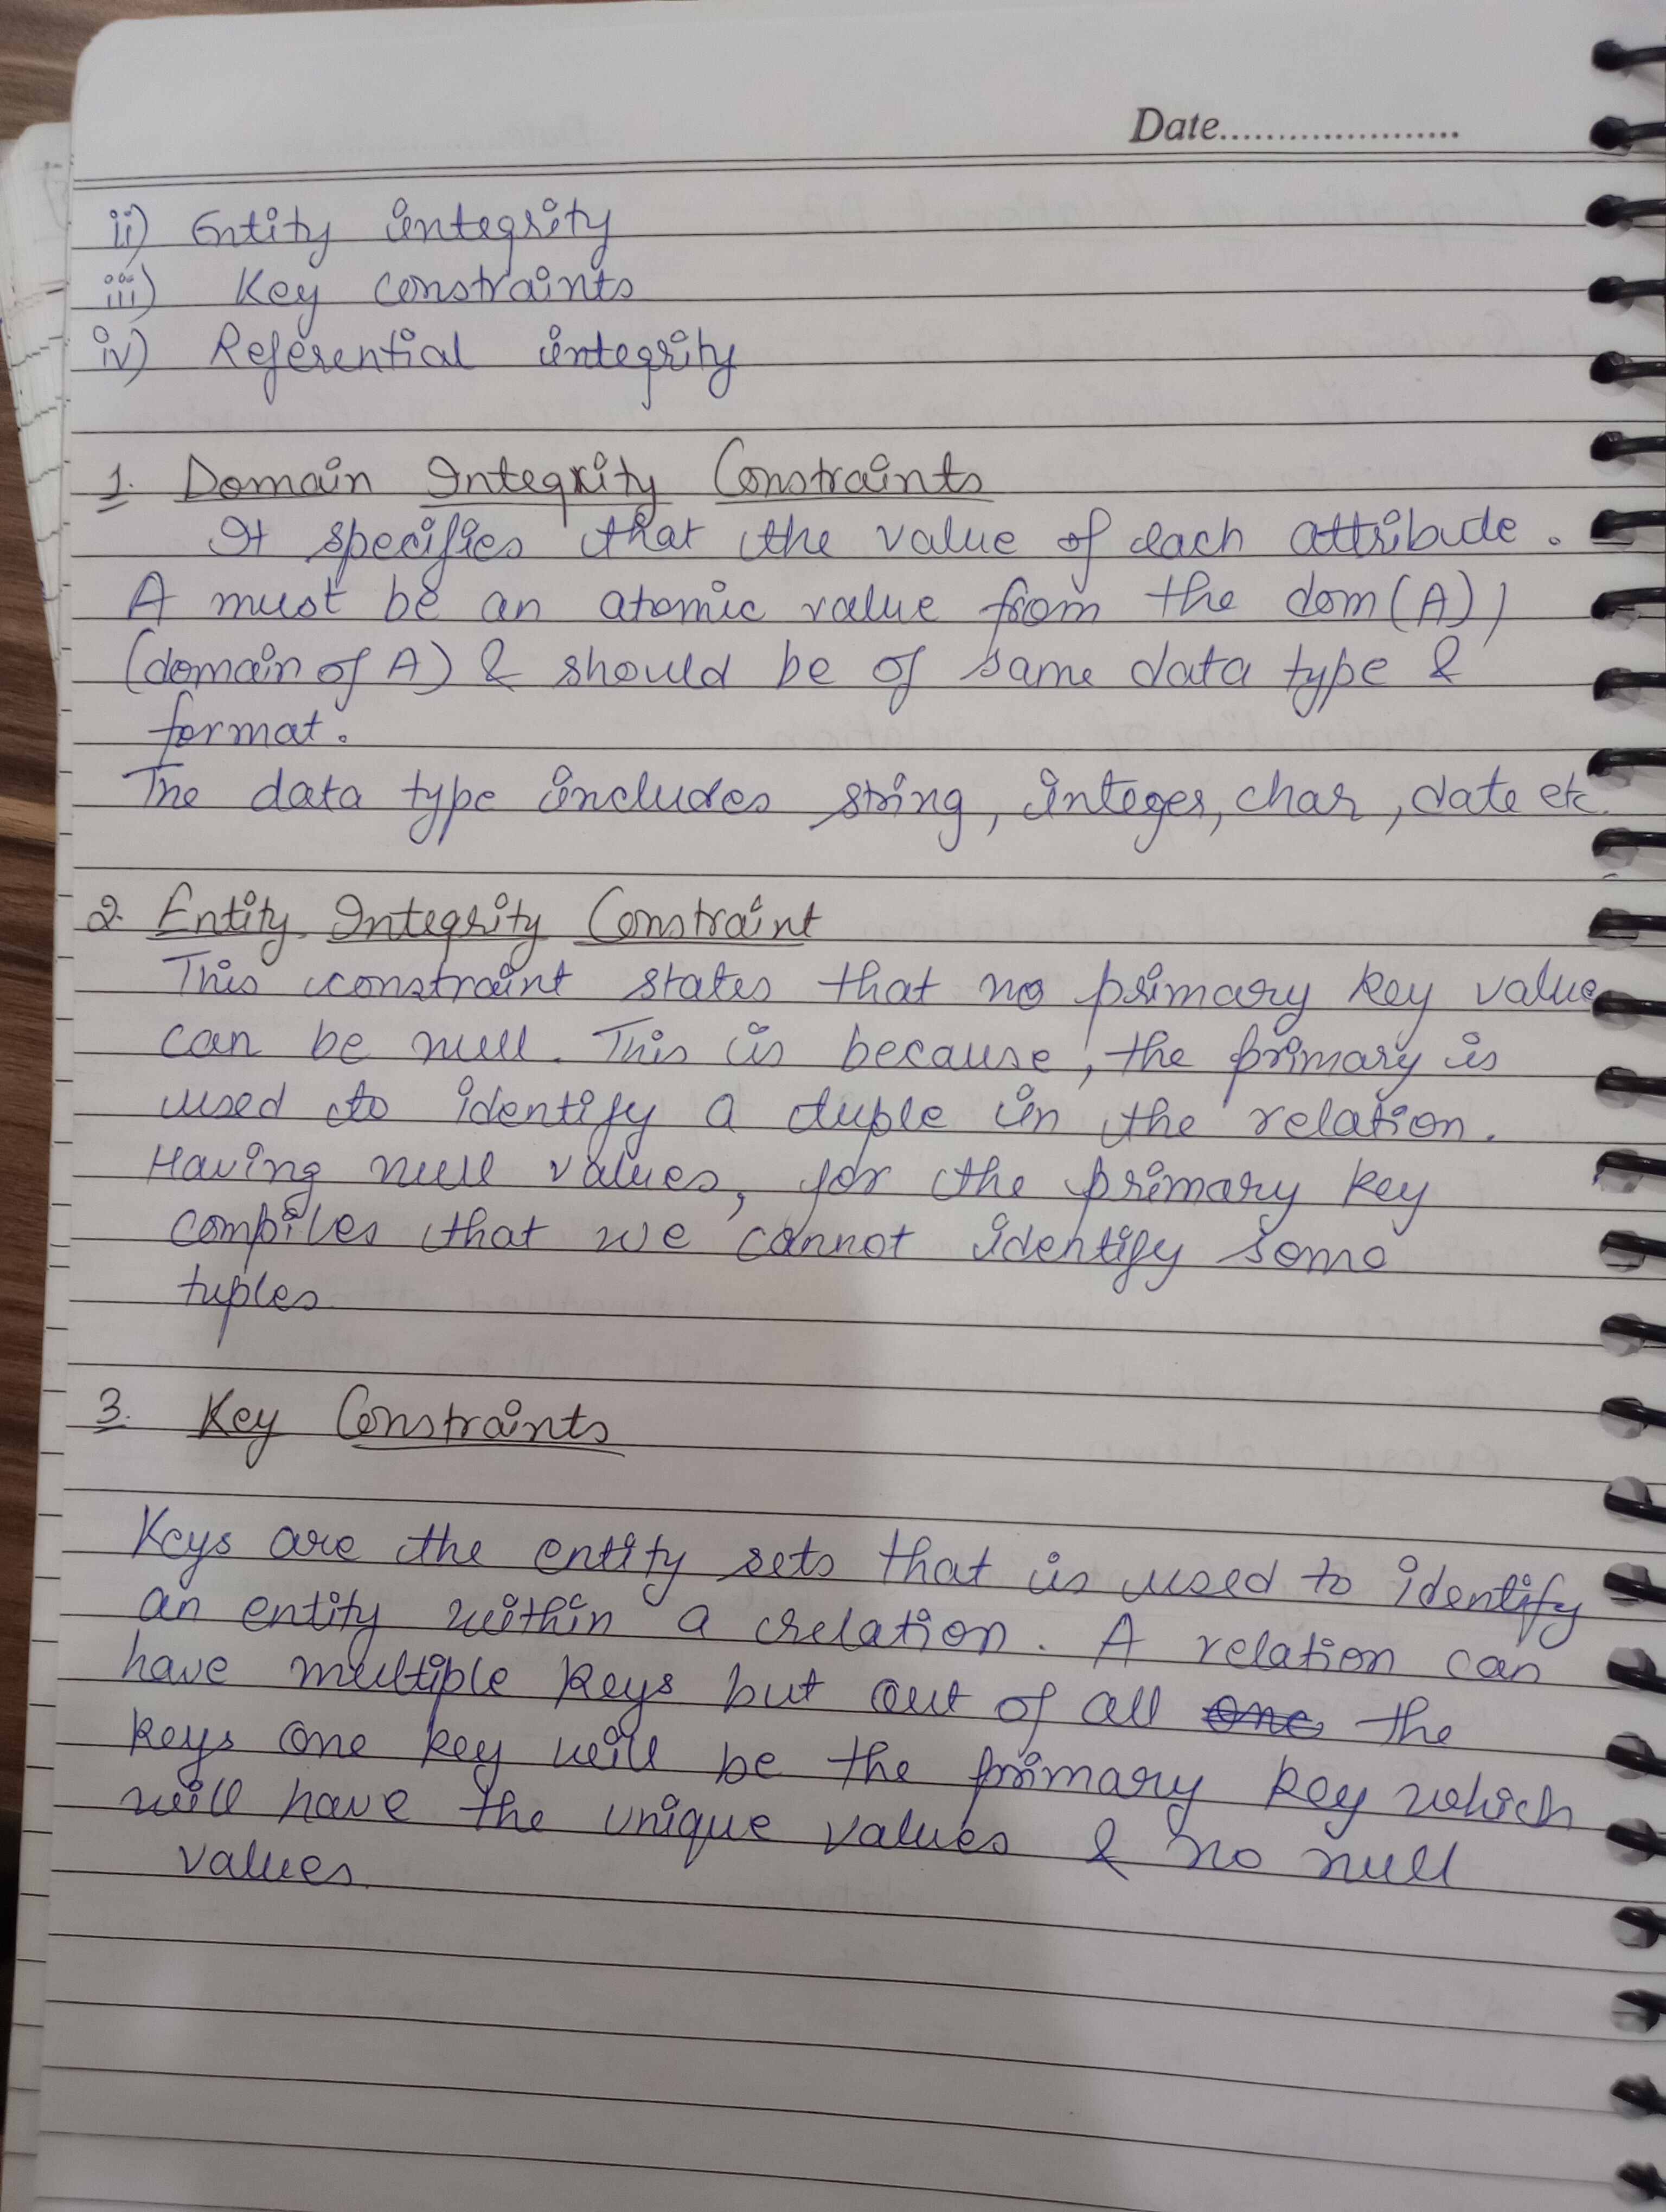 Date.....................
ii) Entity integrity
iii) Key constraints
iv) Referential integrity
1. Domain Integrity Constraints
It specifies that the value of each attribute.
A must be an atomic value from the dom(A))
(domain of A) & should be of same data type &
format.
The data type includes string, integer, char, date etc.
2. Entity Integrity Constraint
This constraint states that no primary key value
can be null. This is because, the primary is
used to identify a tuple in the relation.
Having null values, for the primary key
compiles that we cannot identify some
tuples
3. Key Constraints
Keys are the entity sets that is used to identify
an entity within a relation. A relation can
have multiple keys but out of all one the
keys one key will be the primary key which
will have the unique values & no null
values.